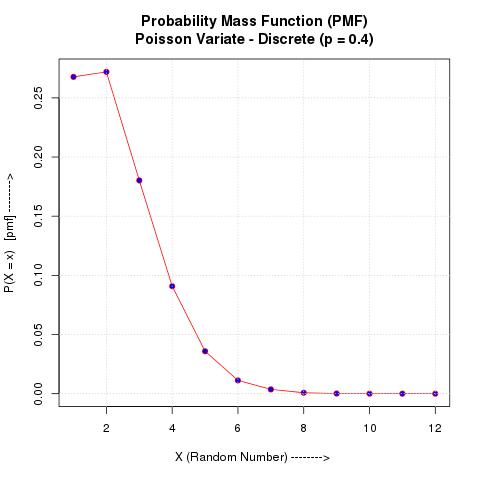 Probability Mass Function (PMF)
Poisson Variate - Discrete (p = 0.4)
P(X = x)   [pmf] -------->
0.25
0.20
0.15
0.10
0.05
0.00
2 4 6 8 10 12
X (Random Number) -------->